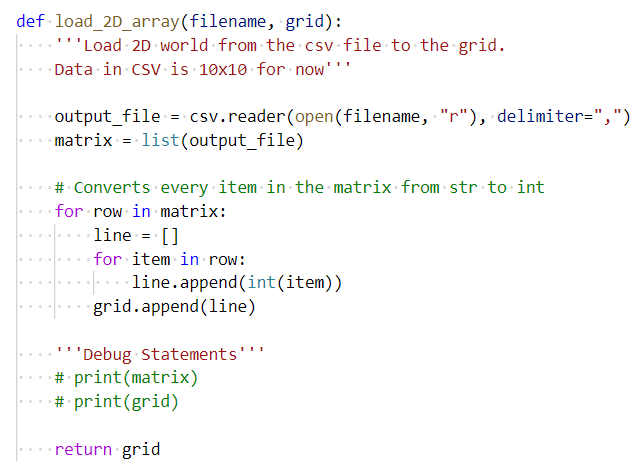 def load_2D_array(filename, grid):
    '''Load 2D world from the csv file to the grid.
    Data in CSV is 10x10 for now'''

    output_file = csv.reader(open(filename, "r"), delimiter=",")
    matrix = list(output_file)

    # Converts every item in the matrix from str to int
    for row in matrix:
        line = []
        for item in row:
            line.append(int(item))
        grid.append(line)

    '''Debug Statements'''
    # print(matrix)
    # print(grid)

    return grid